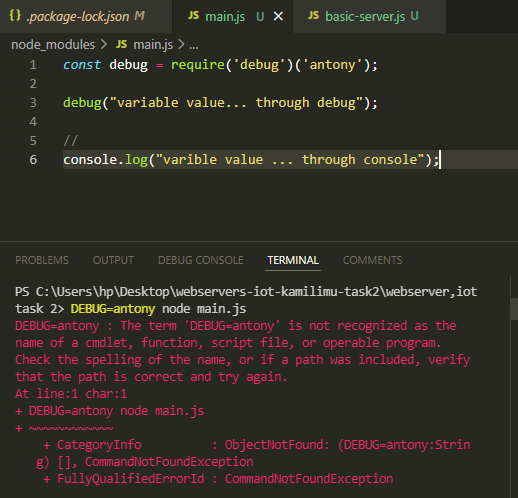 {} .package-lock.json M JS main.js U × JS basic-server.js U
node_modules > JS main.js > ...
1 const debug = require('debug')('antony');
2
3 debug("variable value... through debug");
4
5 //
6 console.log("varible value ... through console");
PROBLEMS OUTPUT DEBUG CONSOLE TERMINAL COMMENTS
PS C:\Users\hp\Desktop\webservers-iot-kamilimu-task2\webserver,iot
task 2> DEBUG=antony node main.js
DEBUG=antony : The term 'DEBUG=antony' is not recognized as the
name of a cmdlet, function, script file, or operable program.
Check the spelling of the name, or if a path was included, verify
that the path is correct and try again.
At line:1 char:1
+ DEBUG=antony node main.js
+ ~~~~~~~~~~~~
+ CategoryInfo : ObjectNotFound: (DEBUG=antony:Strin
g) [], CommandNotFoundException
+ FullyQualifiedErrorId : CommandNotFoundException